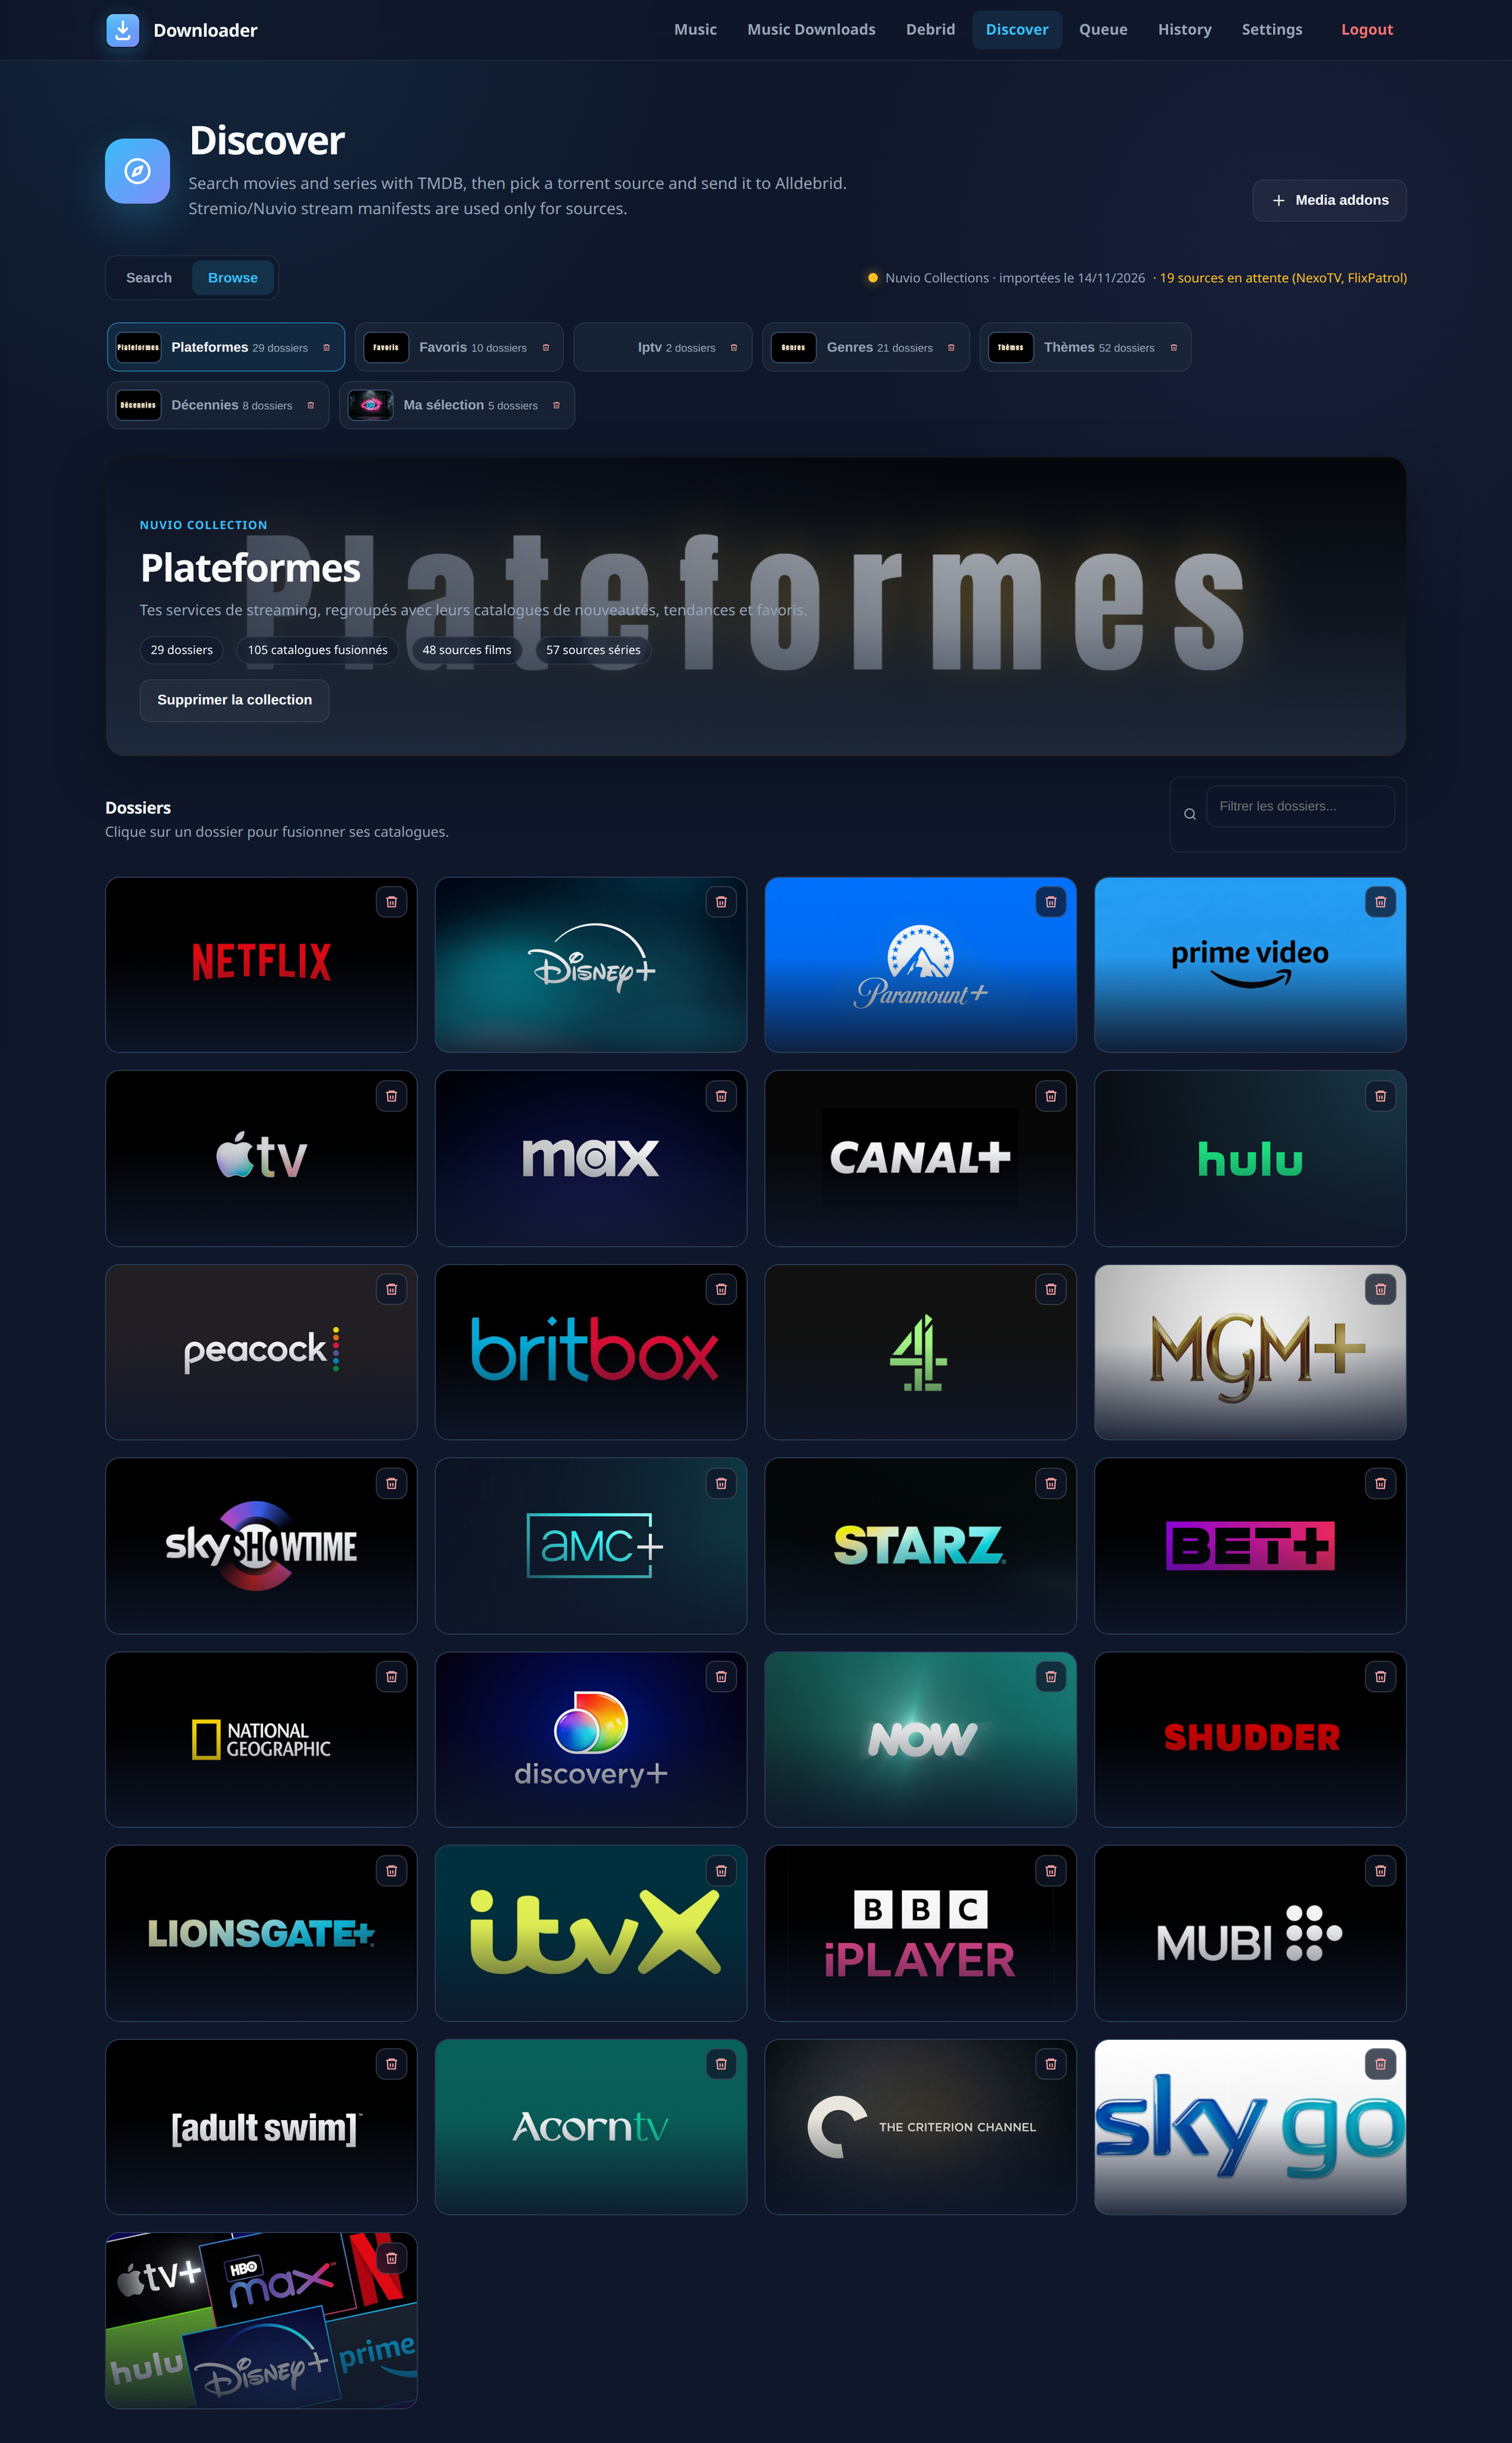 Downloader
Music Music Downloads Debrid Discover Queue History Settings Logout
Discover
Search movies and series with TMDB, then pick a torrent source and send it to Alldebrid.
Stremio/Nuvio stream manifests are used only for sources.
Media addons
Search Browse
Nuvio Collections · importées le 14/11/2026 · 19 sources en attente (NexoTV, FlixPatrol)
Plateformes Plateformes 29 dossiers
Favoris Favoris 10 dossiers
Iptv 2 dossiers
Genres Genres 21 dossiers
Thèmes Thèmes 52 dossiers
Décennies Décennies 8 dossiers
Ma sélection 5 dossiers
Plateformes
NUVIO COLLECTION
Plateformes
Tes services de streaming, regroupés avec leurs catalogues de nouveautés, tendances et favoris.
29 dossiers 105 catalogues fusionnés 48 sources films 57 sources séries
Supprimer la collection
Dossiers
Clique sur un dossier pour fusionner ses catalogues.
Filtrer les dossiers...
NETFLIX
Disney+
Paramount+
prime video
tv
max
CANAL+
hulu
peacock
britbox
4
MGM+
sky SHOWTIME
aMC+
STARZ
BET+
NATIONAL
GEOGRAPHIC
discovery+
NOW
SHUDDER
LIONSGATE+
itvX
BBC
iPLAYER
MUBI
[adult swim]™
Acorntv
THE CRITERION CHANNEL
sky go
tv+
HBO
max
N
hulu
Disney+
prime